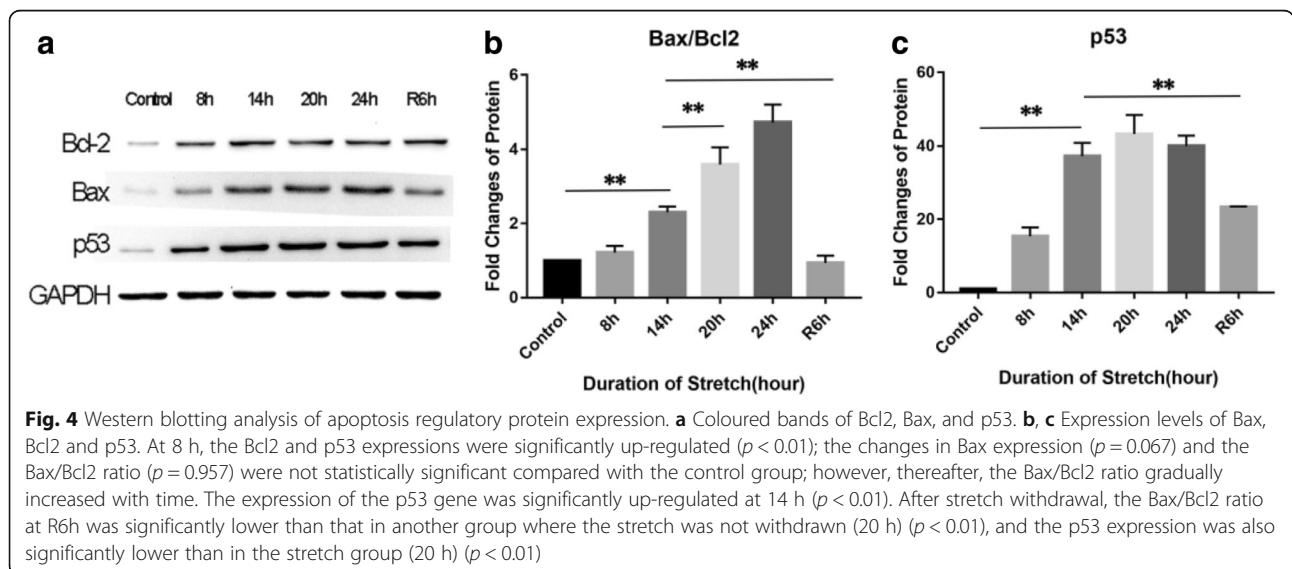 a
Control 8h 14h 20h 24h R6h
Bcl-2
Bax
p53
GAPDH
b
Bax/Bcl2
Fold Changes of Protein
6
4
2
0
**
**
**
Control 8h 14h 20h 24h R6h
Duration of Stretch(hour)
c
p53
Fold Changes of Protein
60
40
20
0
**
**
Control 8h 14h 20h 24h R6h
Duration of Stretch(hour)
Fig. 4 Western blotting analysis of apoptosis regulatory protein expression. a Coloured bands of Bcl2, Bax, and p53. b, c Expression levels of Bax,
Bcl2 and p53. At 8 h, the Bcl2 and p53 expressions were significantly up-regulated (p < 0.01); the changes in Bax expression (p = 0.067) and the
Bax/Bcl2 ratio (p = 0.957) were not statistically significant compared with the control group; however, thereafter, the Bax/Bcl2 ratio gradually
increased with time. The expression of the p53 gene was significantly up-regulated at 14 h (p < 0.01). After stretch withdrawal, the Bax/Bcl2 ratio
at R6h was significantly lower than that in another group where the stretch was not withdrawn (20 h) (p < 0.01), and the p53 expression was also
significantly lower than in the stretch group (20 h) (p < 0.01)